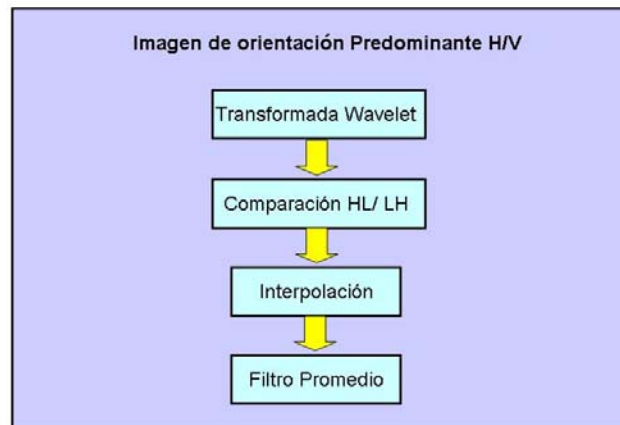 Imagen de orientación Predominante H/V
Transformada Wavelet
Comparación HL/ LH
Interpolación
Filtro Promedio